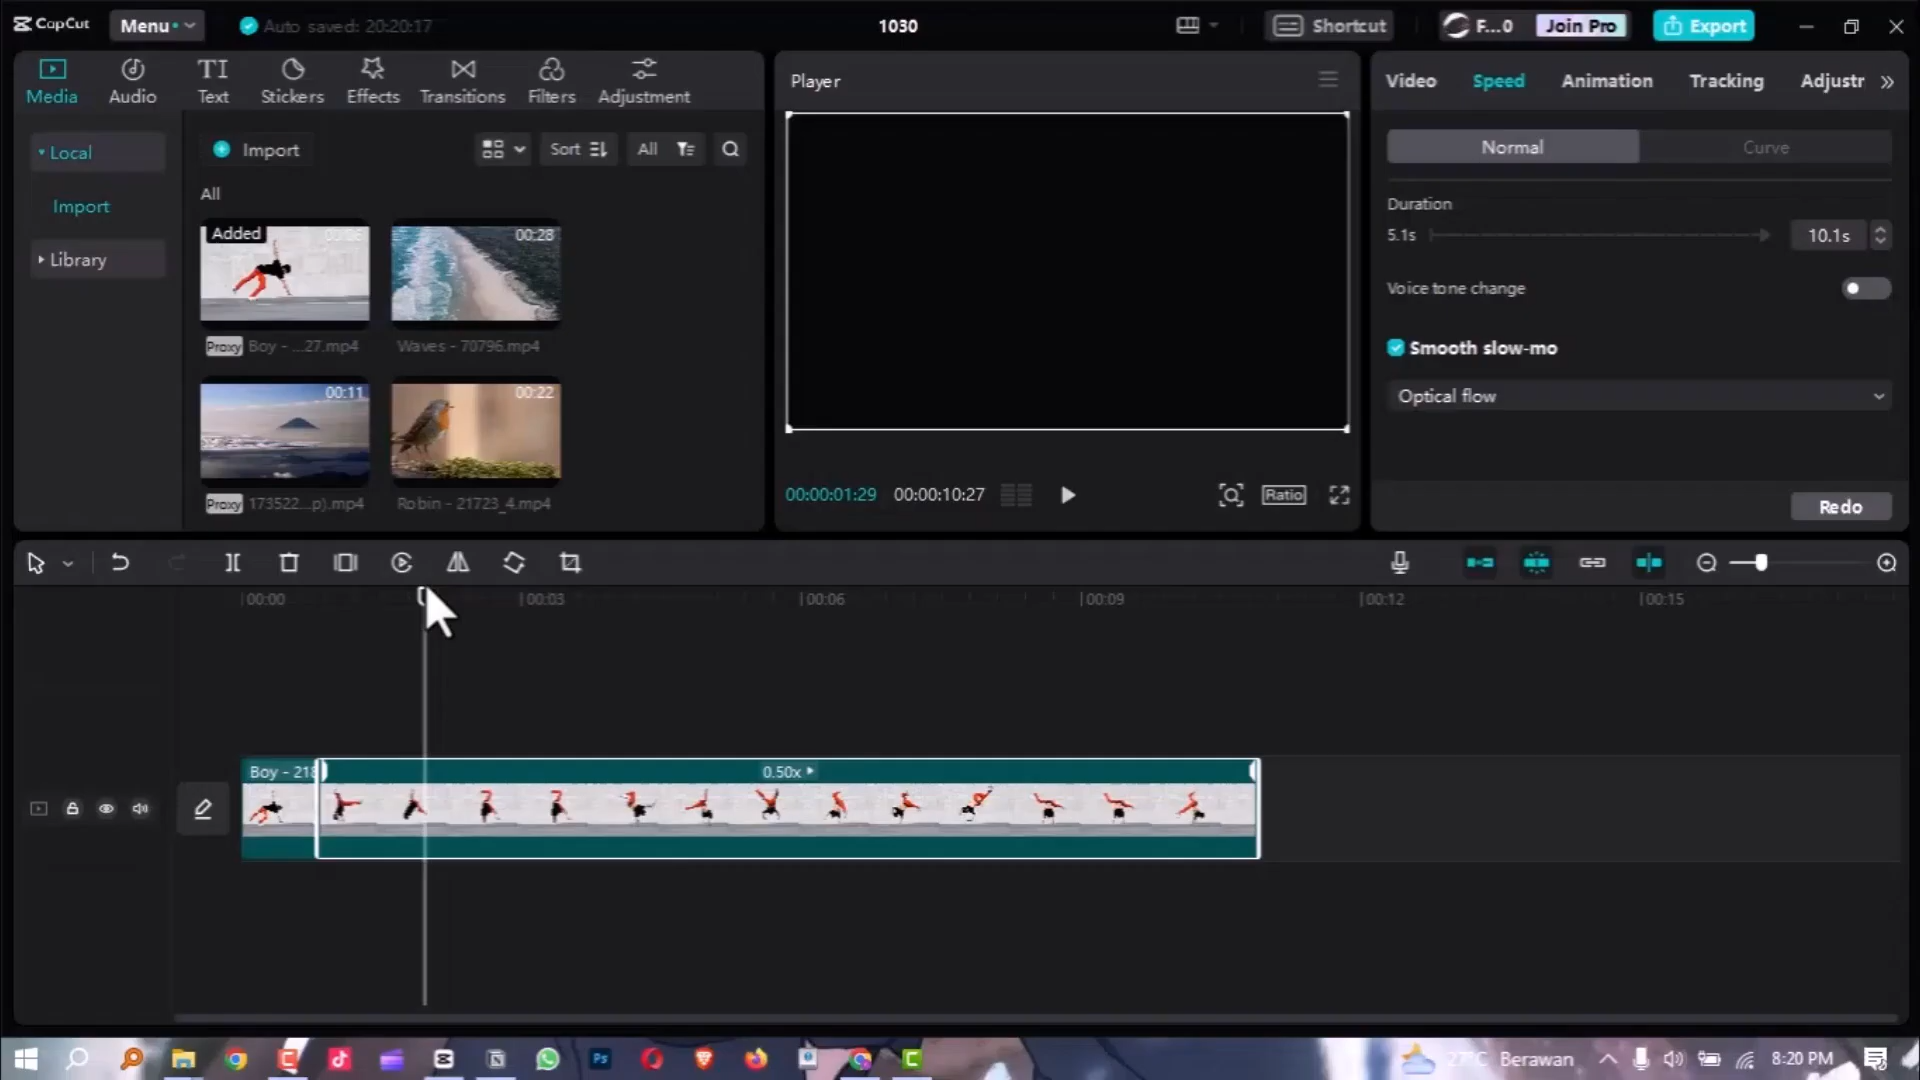 CapCut
Menu
Auto saved: 20:20:17
1030
Shortcut
F...0
Join Pro
Export
Media
Audio
TI
Text
Stickers
Effects
Transitions
Filters
Adjustment
Local
Import
Library
Import
Sort
All
All
Added
00:28
Proxy
Boy - ...27.mp4
Waves - 70796.mp4
00:11
00:22
Proxy
173522...p).mp4
Robin - 21723_4.mp4
Player
00:00:01:29
00:00:10:27
Ratio
Video
Speed
Animation
Tracking
Adjustr
Normal
Curve
Duration
5.1s
10.1s
Voice tone change
Smooth slow-mo
Optical flow
Redo
00:00
00:03
00:06
00:09
00:12
00:15
Boy - 218
0.50x
Ps
27°C Berawan
8:20 PM